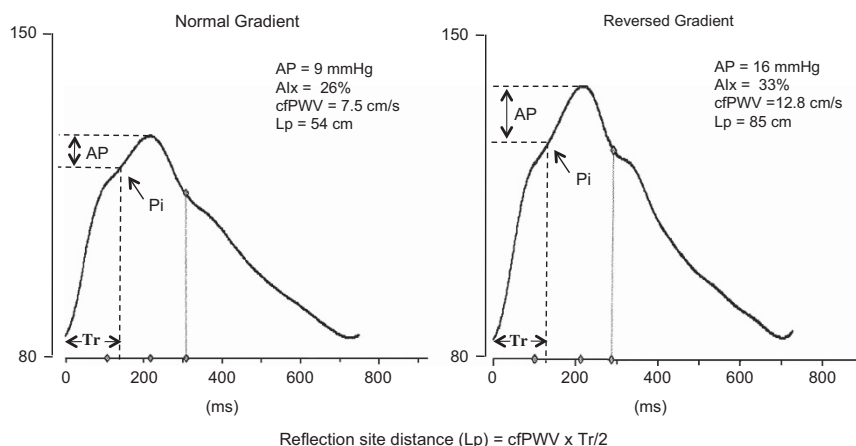 Normal Gradient
150
AP = 9 mmHg
AIx = 26%
cfPWV = 7.5 cm/s
Lp = 54 cm
AP
Pi
Tr
80
0 200 400 600 800
(ms)
Reversed Gradient
150
AP = 16 mmHg
AIx = 33%
cfPWV =12.8 cm/s
Lp = 85 cm
AP
Pi
Tr
80
0 200 400 600 800
(ms)
Reflection site distance (Lp) = cfPWV x Tr/2